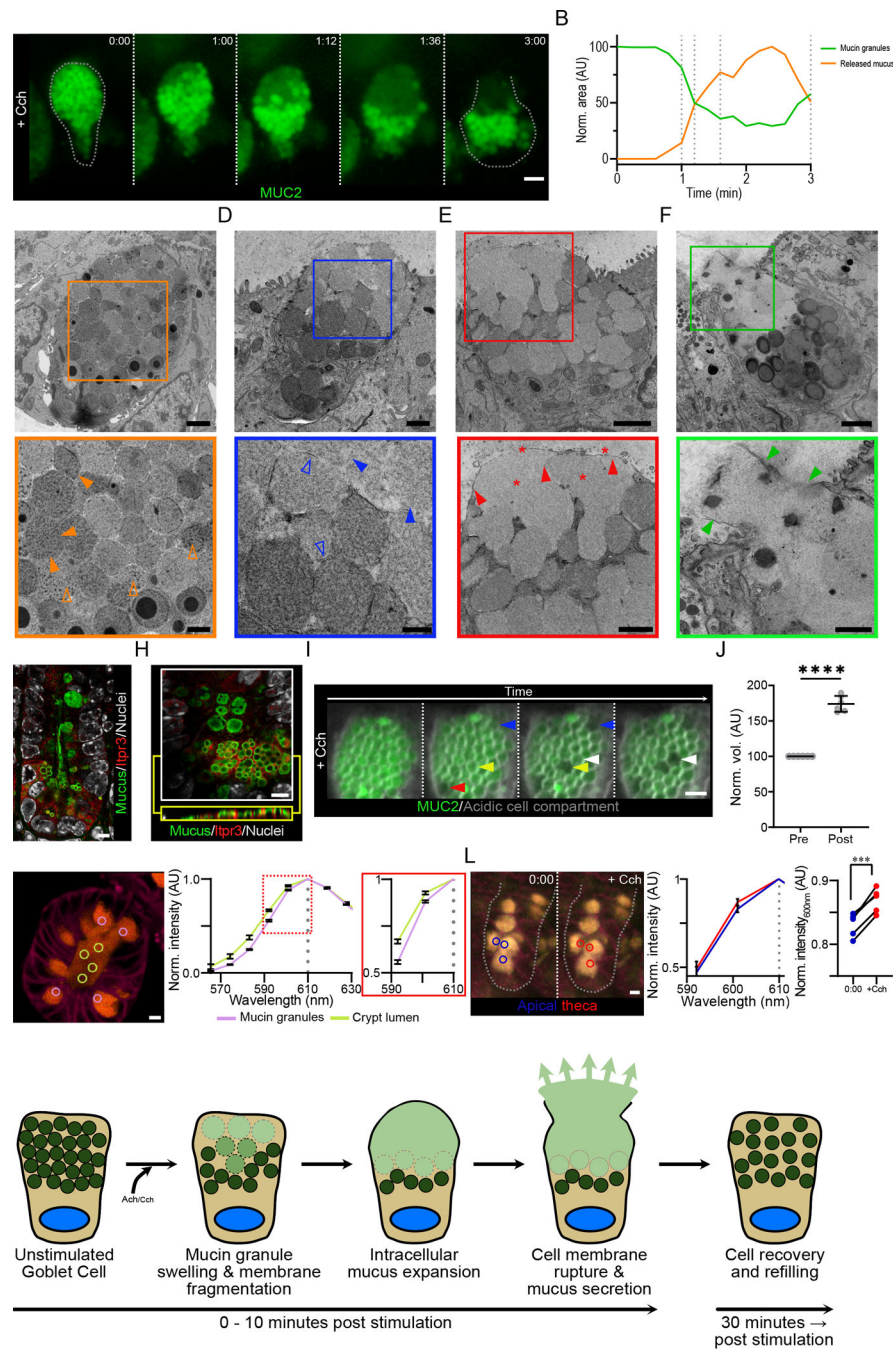 B
0:00
1:00
1:12
1:36
3:00
+ Cch
MUC2
Norm. area (AU)
100
50
0
0
1
2
3
Time (min)
Mucin granules
Released mucus
D
E
F
* * * *
H
I
J
Mucus/Itpr3/Nuclei
Mucus/Itpr3/Nuclei
Time
+ Cch
MUC2/Acidic cell compartment
****
Norm. vol. (AU)
200
150
100
50
0
Pre
Post
L
Norm. intensity (AU)
1.0
0.5
0.0
570
590
610
630
Wavelength (nm)
Mucin granules
Crypt lumen
1
0.5
590
610
0:00
+ Cch
Apical theca
Norm. intensity (AU)
1
0.5
590
600
610
Wavelength (nm)
Norm. intensity600nm (AU)
***
0.9
0.8
0:00
+Cch
Ach/Cch
Unstimulated
Goblet Cell
Mucin granule
swelling & membrane
fragmentation
Intracellular
mucus expansion
Cell membrane
rupture &
mucus secretion
Cell recovery
and refilling
0 - 10 minutes post stimulation
30 minutes →
post stimulation